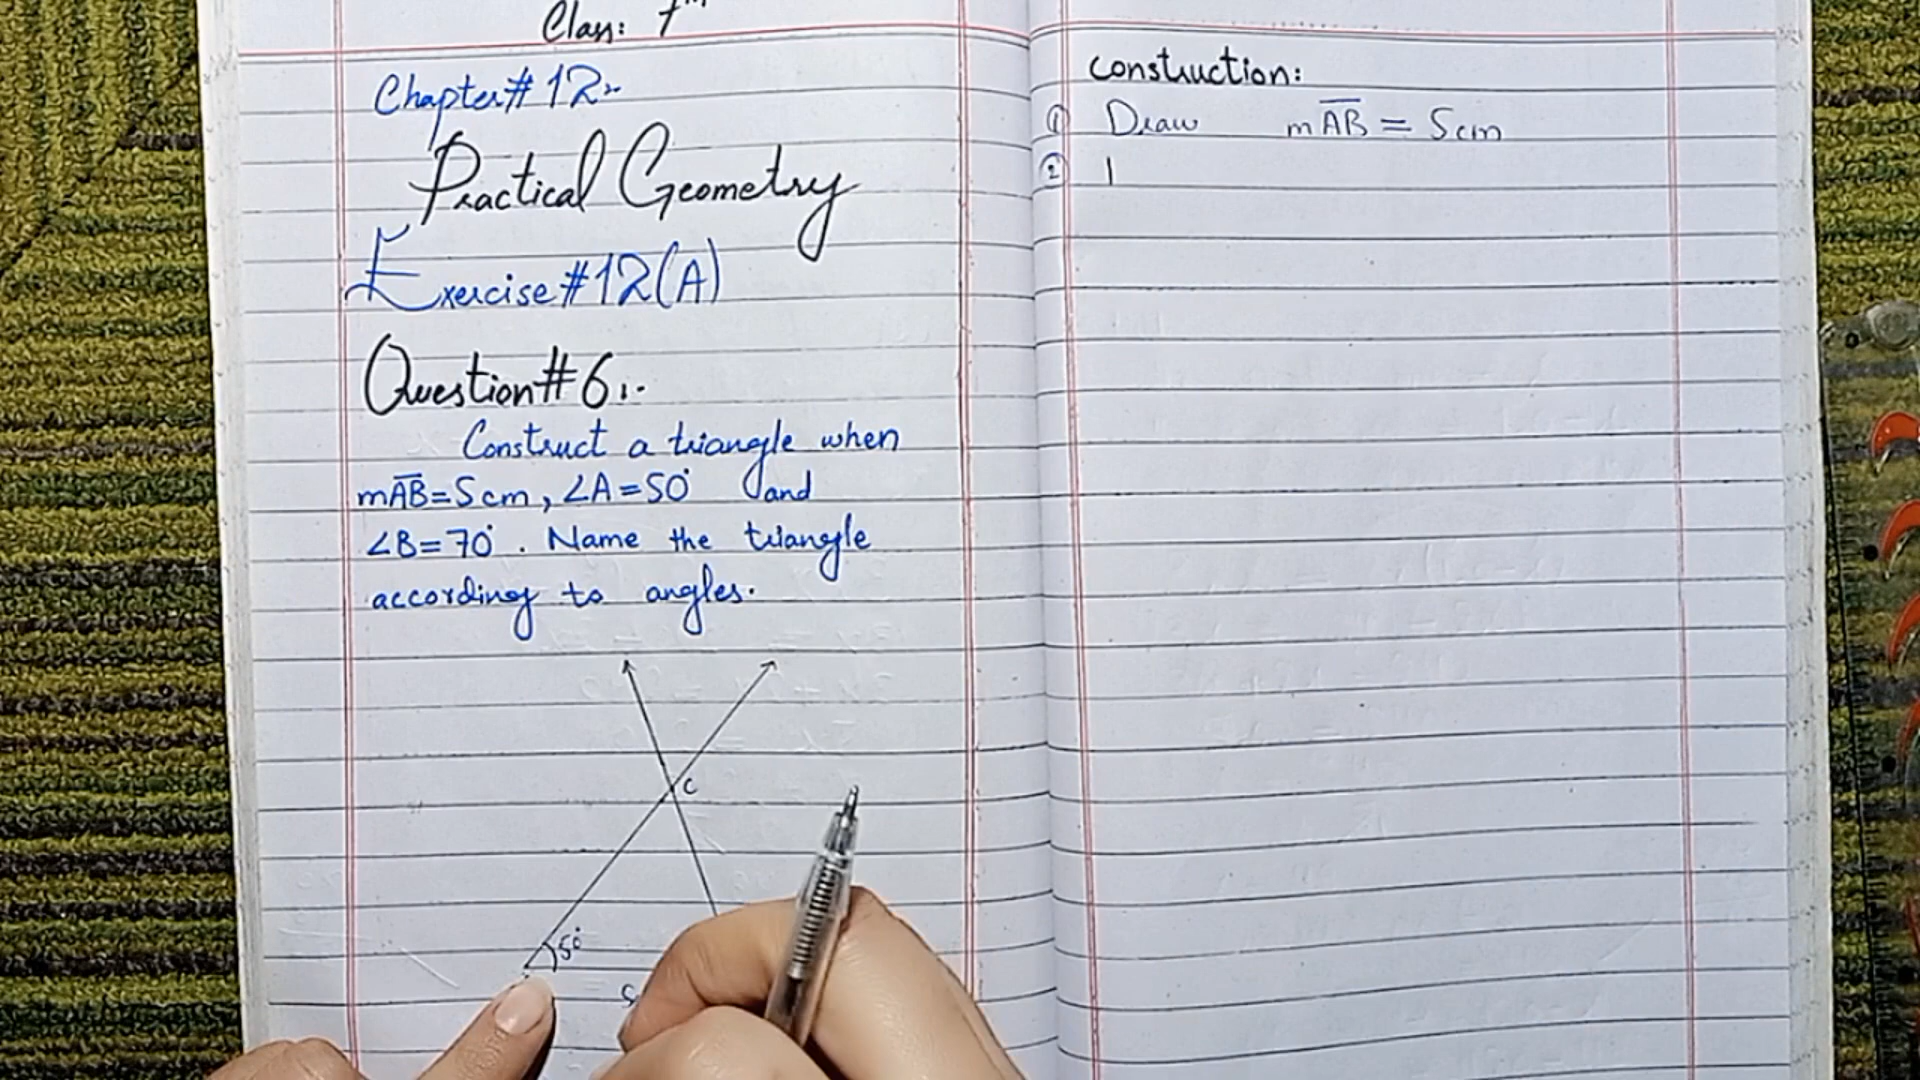 Class: 7th
Chapter# 12:-
Practical Geometry
Exercise#12(A)
Question#6:-
Construct a triangle when
mAB=5cm, ∠A=50° and
∠B=70°. Name the triangle
according to angles.
C
50°
5
construction:
① Draw mAB = 5cm
②